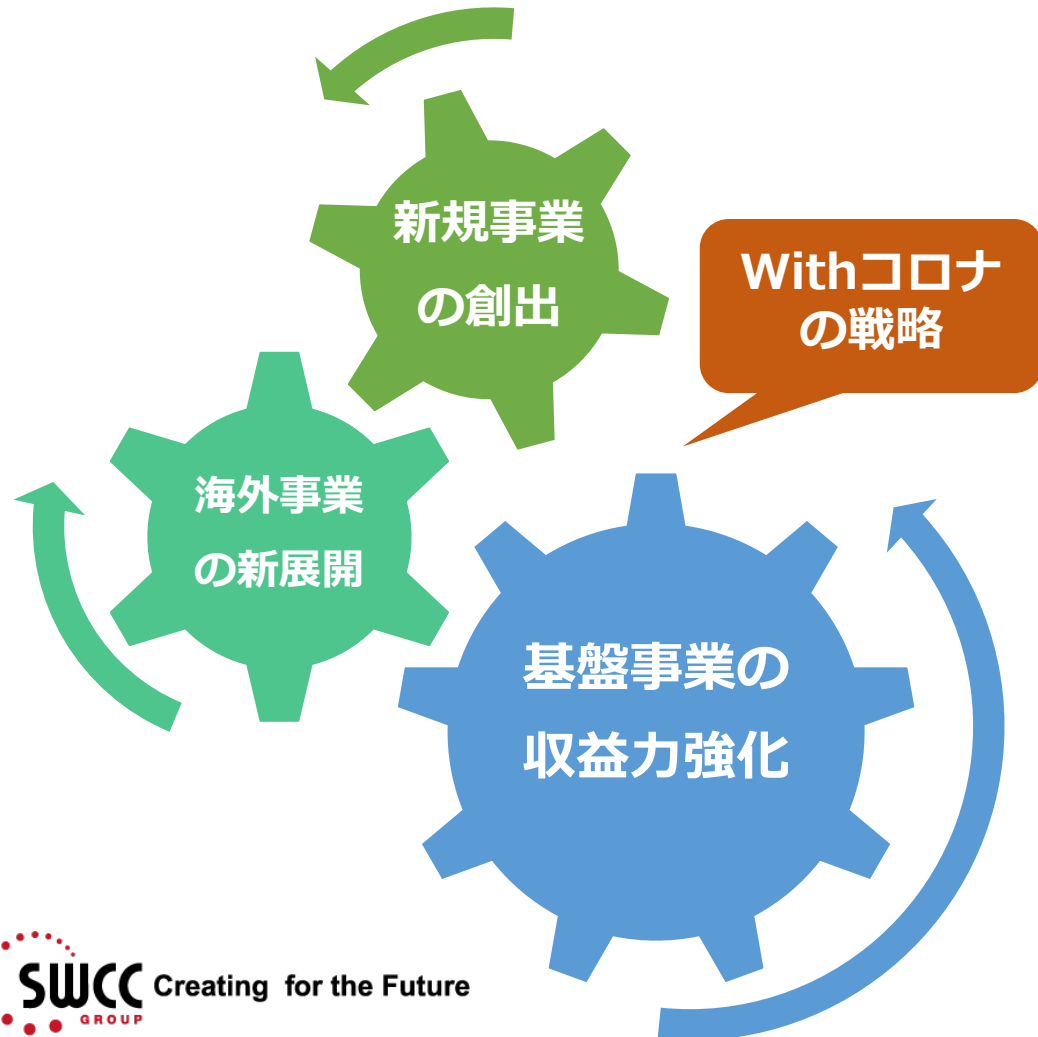 新規事業
の創出
Withコロナ
の戦略
海外事業
の新展開
基盤事業の
収益力強化
SWCC Creating for the Future
GROUP